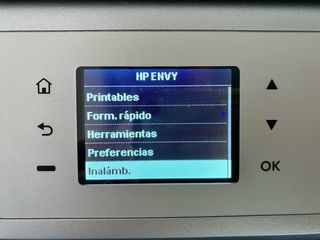 HP ENVY
Printables
Form. rápido
Herramientas
Preferencias
Inalámb.
OK